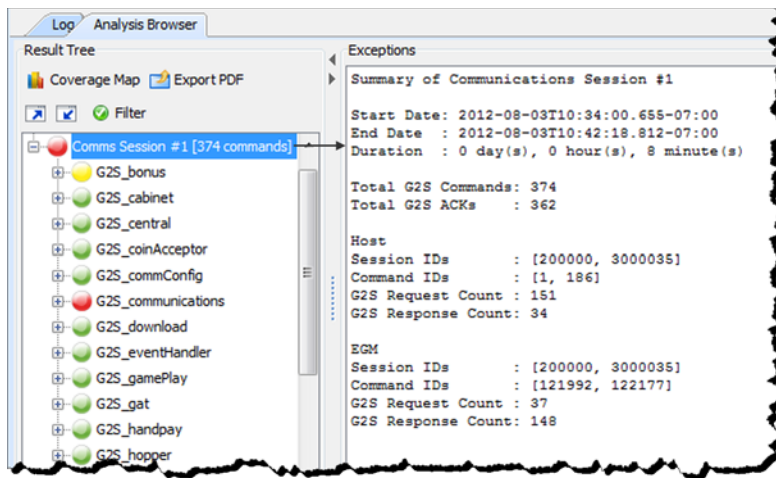 Log Analysis Browser
Result Tree
Coverage Map Export PDF
Filter
Comms Session #1 [374 commands]
G2S_bonus
G2S_cabinet
G2S_central
G2S_coinAcceptor
G2S_commConfig
G2S_communications
G2S_download
G2S_eventHandler
G2S_gamePlay
G2S_gat
G2S_handpay
G2S_hopper
Exceptions
Summary of Communications Session #1
Start Date: 2012-08-03T10:34:00.655-07:00
End Date : 2012-08-03T10:42:18.812-07:00
Duration : 0 day(s), 0 hour(s), 8 minute(s)
Total G2S Commands: 374
Total G2S ACKs : 362
Host
Session IDs : [200000, 3000035]
Command IDs : [1, 186]
G2S Request Count : 151
G2S Response Count: 34
EGM
Session IDs : [200000, 3000035]
Command IDs : [121992, 122177]
G2S Request Count : 37
G2S Response Count: 148